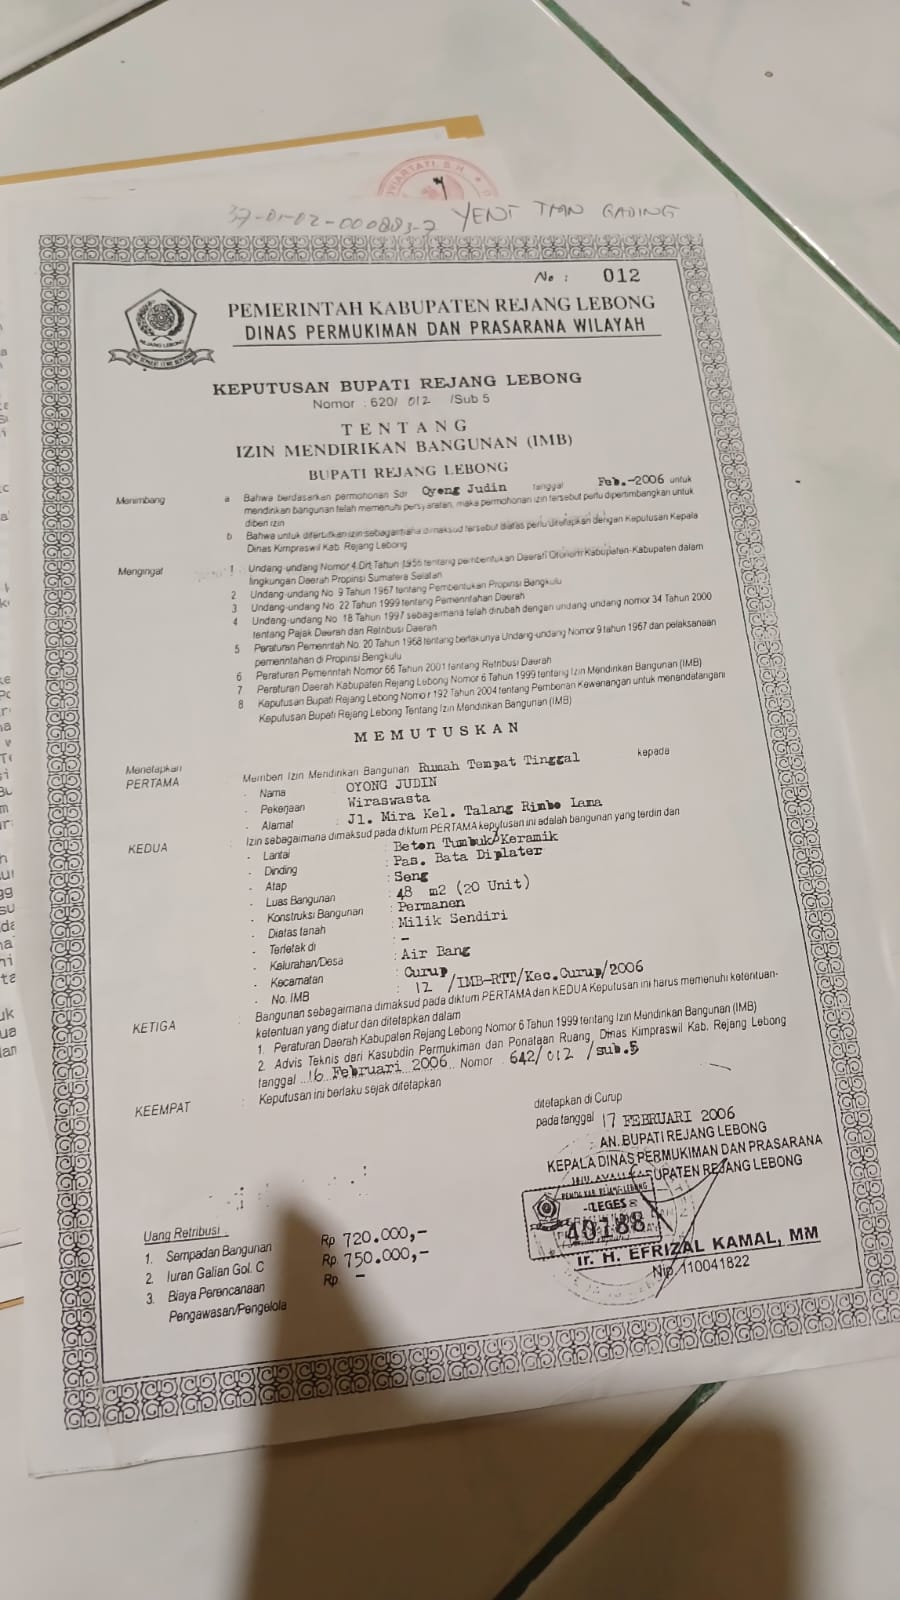 37-01-02-000883-7 YENI TMAN GADING
No : 012
PEMERINTAH KABUPATEN REJANG LEBONG
DINAS PERMUKIMAN DAN PRASARANA WILAYAH
REJANG LEBONG
KEPUTUSAN BUPATI REJANG LEBONG
Nomor : 620/ 012 /Sub 5
TENTANG
IZIN MENDIRIKAN BANGUNAN (IMB)
BUPATI REJANG LEBONG
Menimbang a Bahwa berdasarkan permohonan Sdr Oyong Judin tanggal Feb.-2006 untuk
mendirikan bangunan telah memenuhi persyaratan, maka permohonan izin tersebut perlu dipertimbangkan untuk
diberi izin
b Bahwa untuk diterbitkan izin sebagaimana dimaksud tersebut diatas perlu ditetapkan dengan Keputusan Kepala
Dinas Kimpraswil Kab. Rejang Lebong
Mengingat 1 Undang-undang Nomor 4 Drt Tahun 1956 tentang pembentukan Daerah Otonom Kabupaten-Kabupaten dalam
lingkungan Daerah Propinsi Sumatera Selatan
2 Undang-undang No. 9 Tahun 1967 tentang Pembentukan Propinsi Bengkulu
3 Undang-undang No. 22 Tahun 1999 tentang Pemerintahan Daerah
4 Undang-undang No. 18 Tahun 1997 sebagaimana telah dirubah dengan undang-undang nomor 34 Tahun 2000
tentang Pajak Daerah dan Retribusi Daerah
5 Peraturan Pemerintah No. 20 Tahun 1968 tentang berlakunya Undang-undang Nomor 9 tahun 1967 dan pelaksanaan
pemerintahan di Propinsi Bengkulu
6 Peraturan Pemerintah Nomor 66 Tahun 2001 tentang Retribusi Daerah
7 Peraturan Daerah Kabupaten Rejang Lebong Nomor 6 Tahun 1999 tentang Izin Mendirikan Bangunan (IMB)
8 Kaputusan Bupati Rejang Lebong Nomor 192 Tahun 2004 tentang Pemberian Kewenangan untuk menandatangani
Keputusan Bupati Rejang Lebong Tentang Izin Mendirikan Bangunan (IMB)
MEMUTUSKAN
Menetapkan
PERTAMA : Memberi Izin Mendirikan Bangunan Rumah Tempat Tinggal kepada
- Nama : OYONG JUDIN
- Pekerjaan : Wiraswasta
- Alamat : Jl. Mira Kel. Talang Rimbo Lama
KEDUA : Izin sebagaimana dimaksud pada diktum PERTAMA keputusan ini adalah bangunan yang terdiri dari
- Lantai : Beton Tumbuk/Keramik
- Dinding : Pas. Bata Diplater
- Atap : Seng
- Luas Bangunan : 48 m2 (20 Unit)
- Konstruksi Bangunan : Permanen
- Diatas tanah : Milik Sendiri
- Terletak di : -
- Kelurahan/Desa : Air Bang
- Kecamatan : Curup
- No. IMB : 12 /IMB-RTT/Kec.Curup/2006
KETIGA : Bangunan sebagaimana dimaksud pada diktum PERTAMA dan KEDUA Keputusan ini harus memenuhi ketentuan-
ketentuan yang diatur dan ditetapkan dalam
1. Peraturan Daerah Kabupaten Rejang Lebong Nomor 6 Tahun 1999 tentang Izin Mendirikan Bangunan (IMB)
2. Advis Teknis dari Kasubdin Permukiman dan Penataan Ruang, Dinas Kimpraswil Kab. Rejang Lebong
tanggal 16 Februari 2006 Nomor : 642/ 012 /sub.5
KEEMPAT : Keputusan ini berlaku sejak ditetapkan
ditetapkan di Curup
pada tanggal 17 FEBRUARI 2006
AN. BUPATI REJANG LEBONG
KEPALA DINAS PERMUKIMAN DAN PRASARANA
KABUPATEN REJANG LEBONG
LEGES
40188
Ir. H. EFRIZAL KAMAL, MM
Nip. 110041822
Uang Retribusi :
1. Sempadan Bangunan Rp 720.000,-
2. Iuran Galian Gol. C Rp. 750.000,-
3. Biaya Perencanaan Rp. -
Pengawasan/Pengelola